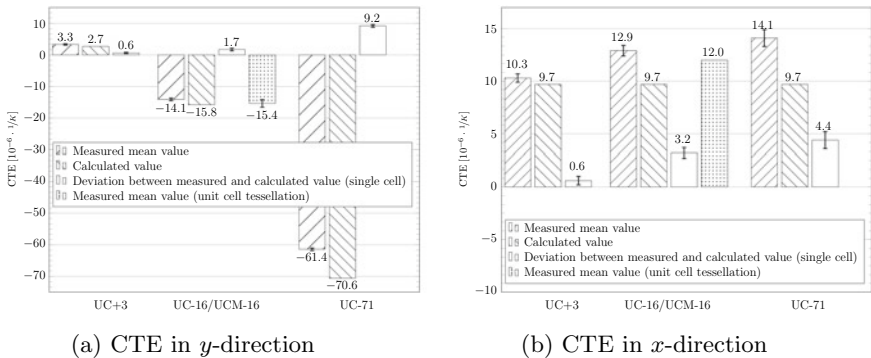 10
0
−10
−20
−30
−40
−50
−60
−70
CTE [10⁻⁶ · 1/K]
3.3
2.7
0.6
−14.1
−15.8
1.7
−15.4
−61.4
−70.6
9.2
Measured mean value
Calculated value
Deviation between measured and calculated value (single cell)
Measured mean value (unit cell tessellation)
UC+3 UC-16/UCM-16 UC-71
(a) CTE in y-direction
15
10
5
0
−5
−10
CTE [10⁻⁶ · 1/K]
10.3
9.7
0.6
12.9
9.7
3.2
12.0
14.1
9.7
4.4
Measured mean value
Calculated value
Deviation between measured and calculated value (single cell)
Measured mean value (unit cell tessellation)
UC+3 UC-16/UCM-16 UC-71
(b) CTE in x-direction